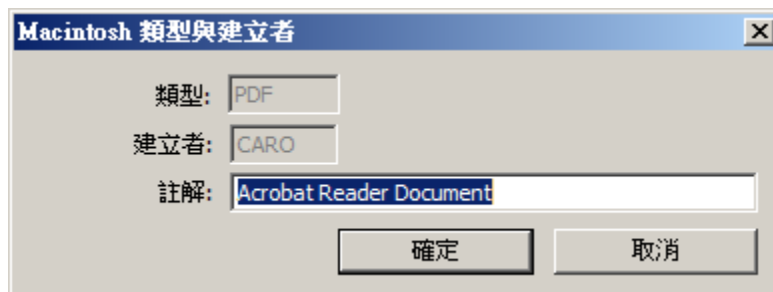 Macintosh 類型與建立者
類型: PDF
建立者: CARO
註解: Acrobat Reader Document
確定 取消